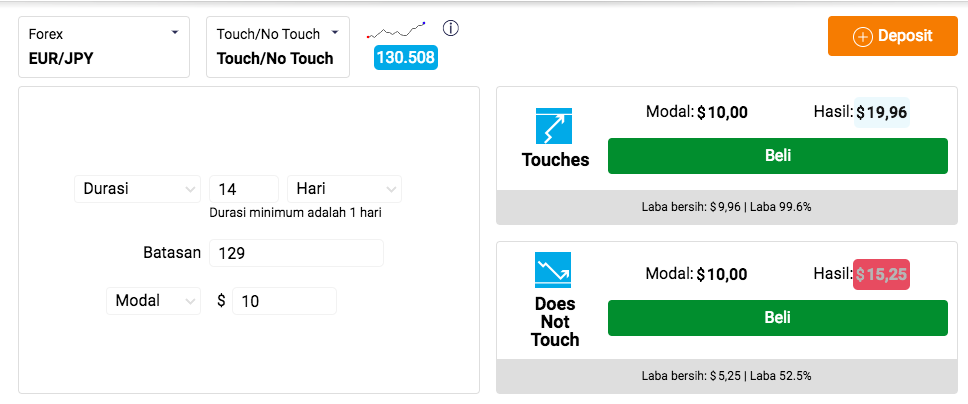 Forex
EUR/JPY
Touch/No Touch
Touch/No Touch
130.508
Deposit
Durasi
14
Hari
Durasi minimum adalah 1 hari
Batasan
129
Modal
$
10
Touches
Modal: $ 10,00
Hasil: $ 19,96
Beli
Laba bersih: $ 9,96 | Laba 99.6%
Does
Not
Touch
Modal: $ 10,00
Hasil: $ 15,25
Beli
Laba bersih: $ 5,25 | Laba 52.5%